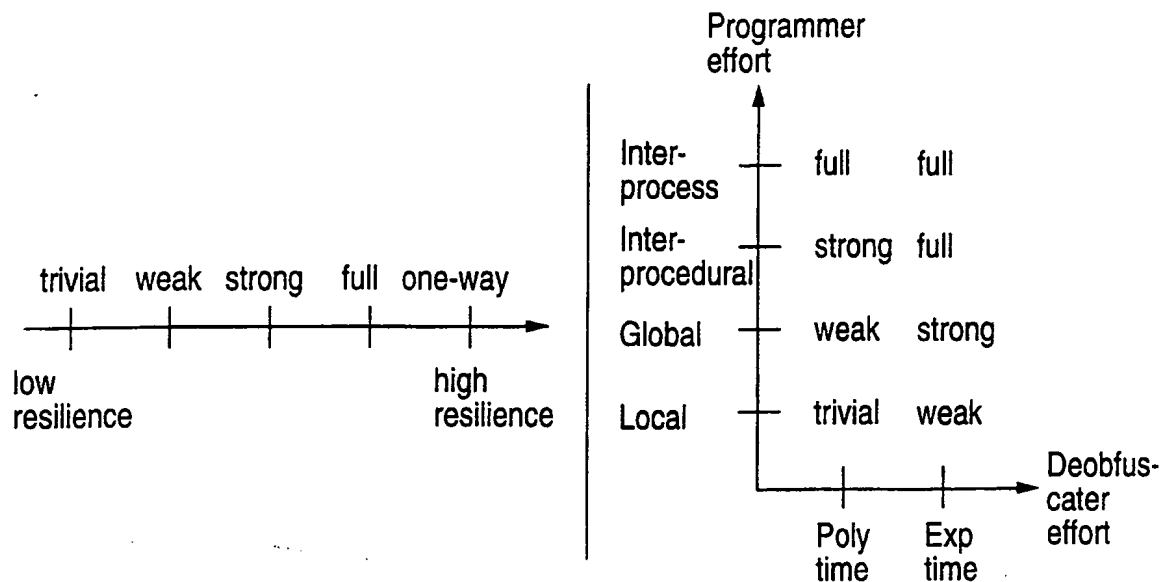 trivial weak strong full one-way
low
resilience
high
resilience
Programmer
effort
Inter-
process
full full
Inter-
procedural
strong full
Global
weak strong
Local
trivial weak
Deobfus-
cater
effort
Poly
time
Exp
time